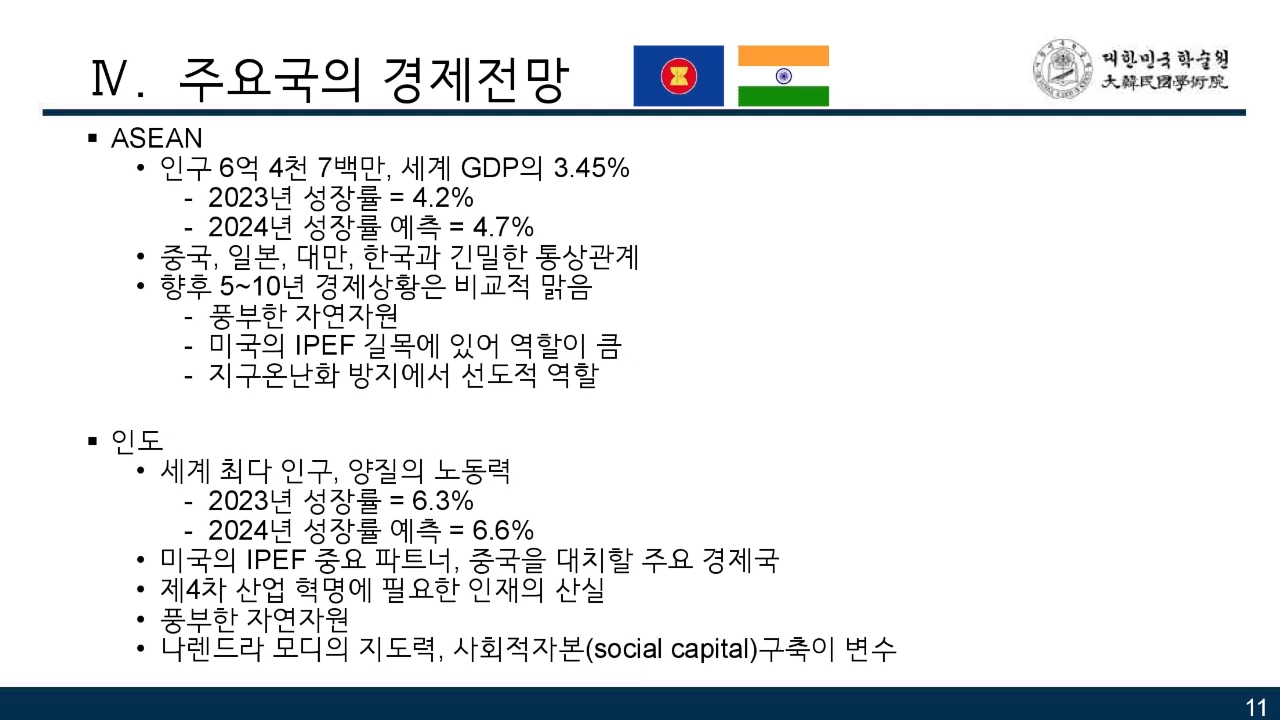 Ⅳ. 주요국의 경제전망
대한민국학술원
大韓民國學術院
▪ ASEAN
• 인구 6억 4천 7백만, 세계 GDP의 3.45%
- 2023년 성장률 = 4.2%
- 2024년 성장률 예측 = 4.7%
• 중국, 일본, 대만, 한국과 긴밀한 통상관계
• 향후 5~10년 경제상황은 비교적 맑음
- 풍부한 자연자원
- 미국의 IPEF 길목에 있어 역할이 큼
- 지구온난화 방지에서 선도적 역할
▪ 인도
• 세계 최다 인구, 양질의 노동력
- 2023년 성장률 = 6.3%
- 2024년 성장률 예측 = 6.6%
• 미국의 IPEF 중요 파트너, 중국을 대치할 주요 경제국
• 제4차 산업 혁명에 필요한 인재의 산실
• 풍부한 자연자원
• 나렌드라 모디의 지도력, 사회적자본(social capital)구축이 변수
11